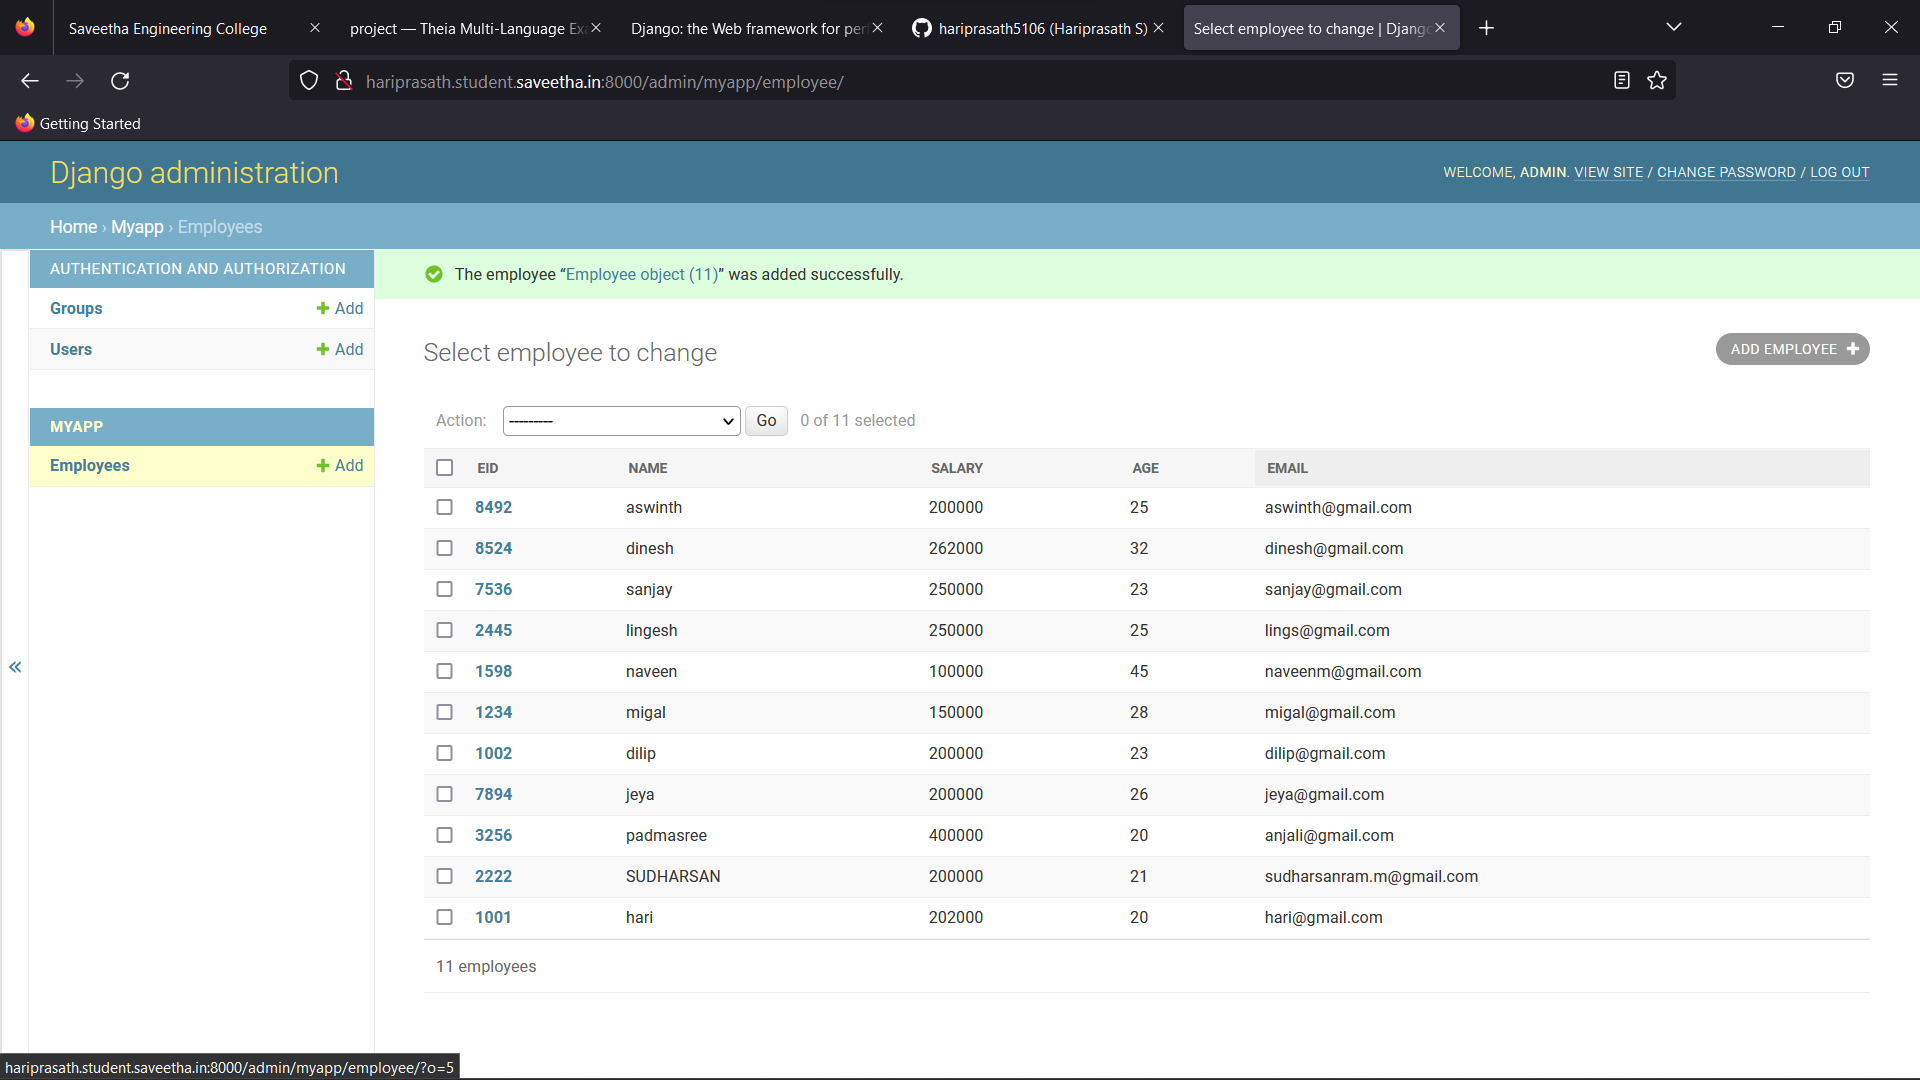 Saveetha Engineering College
project — Theia Multi-Language Ex
Django: the Web framework for per
hariprasath5106 (Hariprasath S)
Select employee to change | Djang
hariprasath.student.saveetha.in:8000/admin/myapp/employee/
Getting Started
Django administration
WELCOME, ADMIN. VIEW SITE / CHANGE PASSWORD / LOG OUT
Home › Myapp › Employees
AUTHENTICATION AND AUTHORIZATION
Groups + Add
Users + Add
MYAPP
Employees + Add
«
The employee “Employee object (11)” was added successfully.
Select employee to change
ADD EMPLOYEE +
Action: --------- Go 0 of 11 selected
EID NAME SALARY AGE EMAIL
8492 aswinth 200000 25 aswinth@gmail.com
8524 dinesh 262000 32 dinesh@gmail.com
7536 sanjay 250000 23 sanjay@gmail.com
2445 lingesh 250000 25 lings@gmail.com
1598 naveen 100000 45 naveenm@gmail.com
1234 migal 150000 28 migal@gmail.com
1002 dilip 200000 23 dilip@gmail.com
7894 jeya 200000 26 jeya@gmail.com
3256 padmasree 400000 20 anjali@gmail.com
2222 SUDHARSAN 200000 21 sudharsanram.m@gmail.com
1001 hari 202000 20 hari@gmail.com
11 employees
hariprasath.student.saveetha.in:8000/admin/myapp/employee/?o=5